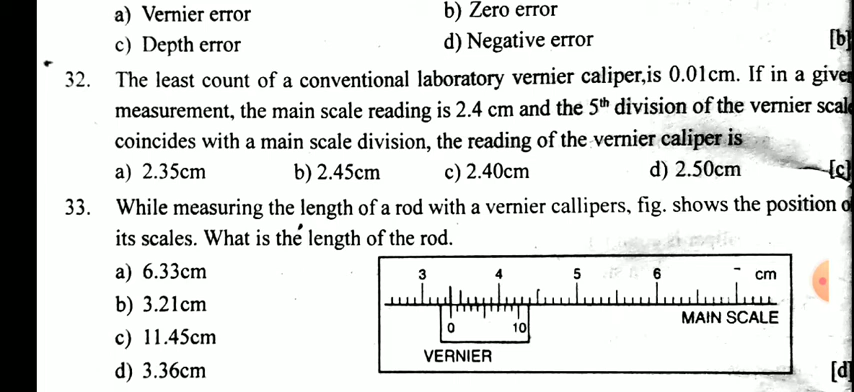 a) Vernier error
b) Zero error
c) Depth error
d) Negative error
[b]
32. The least count of a conventional laboratory vernier caliper,is 0.01cm. If in a
measurement, the main scale reading is 2.4 cm and the 5th division of the vernier
coincides with a main scale division, the reading of the vernier caliper is
a) 2.35cm b) 2.45cm c) 2.40cm d) 2.50cm [c]
33. While measuring the length of a rod with a vernier callipers, fig. shows the position
its scales. What is the length of the rod.
a) 6.33cm
b) 3.21cm
c) 11.45cm
d) 3.36cm
[d]
3 4 5 6 cm
MAIN SCALE
0 10
VERNIER